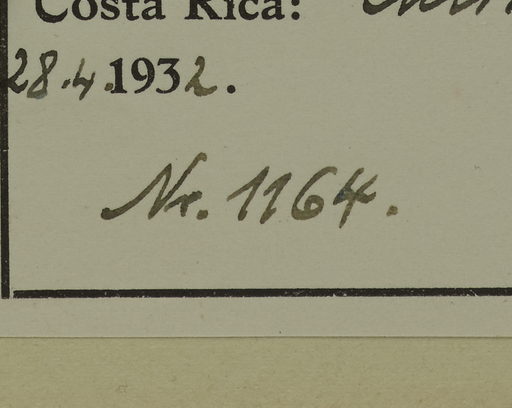 Costa Rica:
28.4.1932.
Nr. 1164.